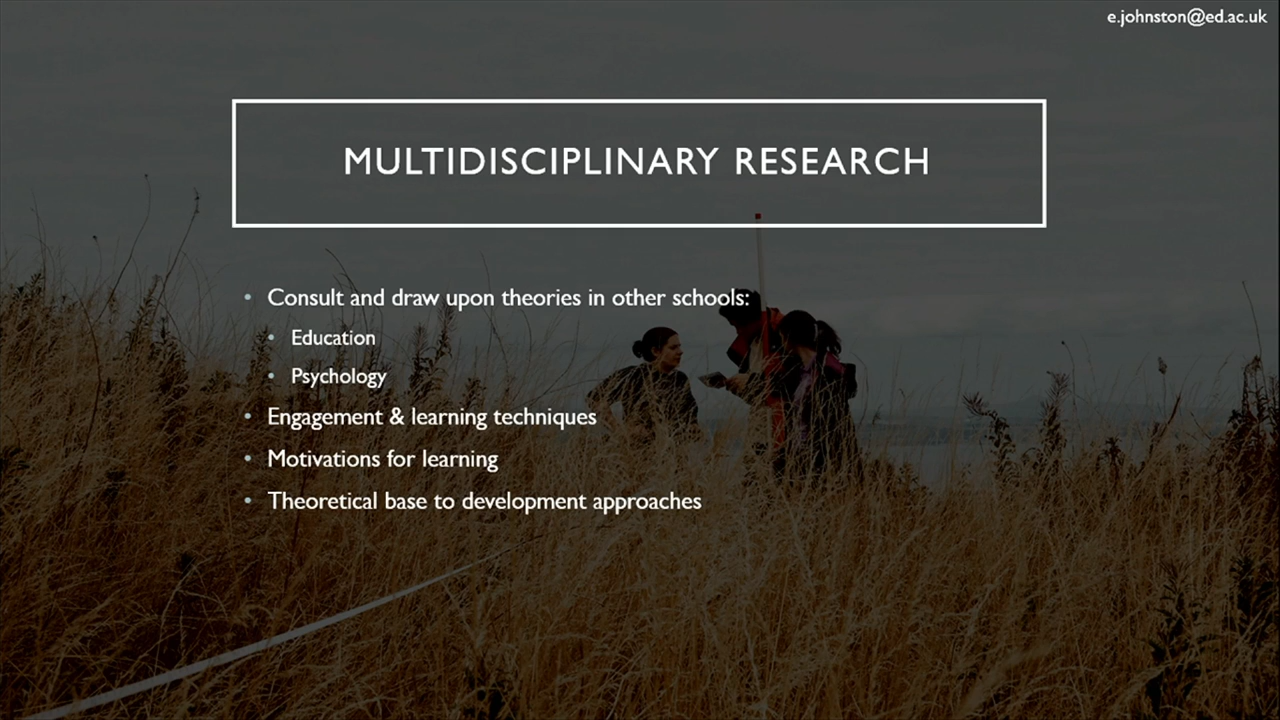 e.johnston@ed.ac.uk
MULTIDISCIPLINARY RESEARCH
• Consult and draw upon theories in other schools:
• Education
• Psychology
• Engagement & learning techniques
• Motivations for learning
• Theoretical base to development approaches